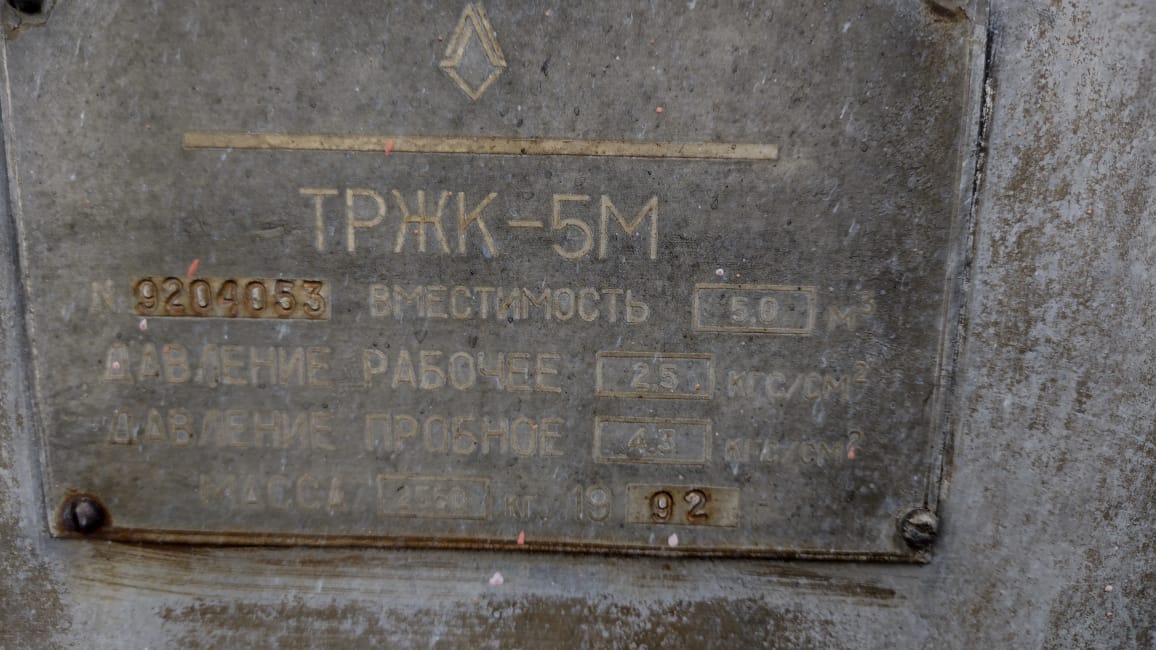 ТРЖК-5М
N 9204053 ВМЕСТИМОСТЬ 5.0 М³
ДАВЛЕНИЕ РАБОЧЕЕ 2.5 КГС/СМ²
ДАВЛЕНИЕ ПРОБНОЕ 4.3 КГС/СМ²
МАССА КГ. 19 92